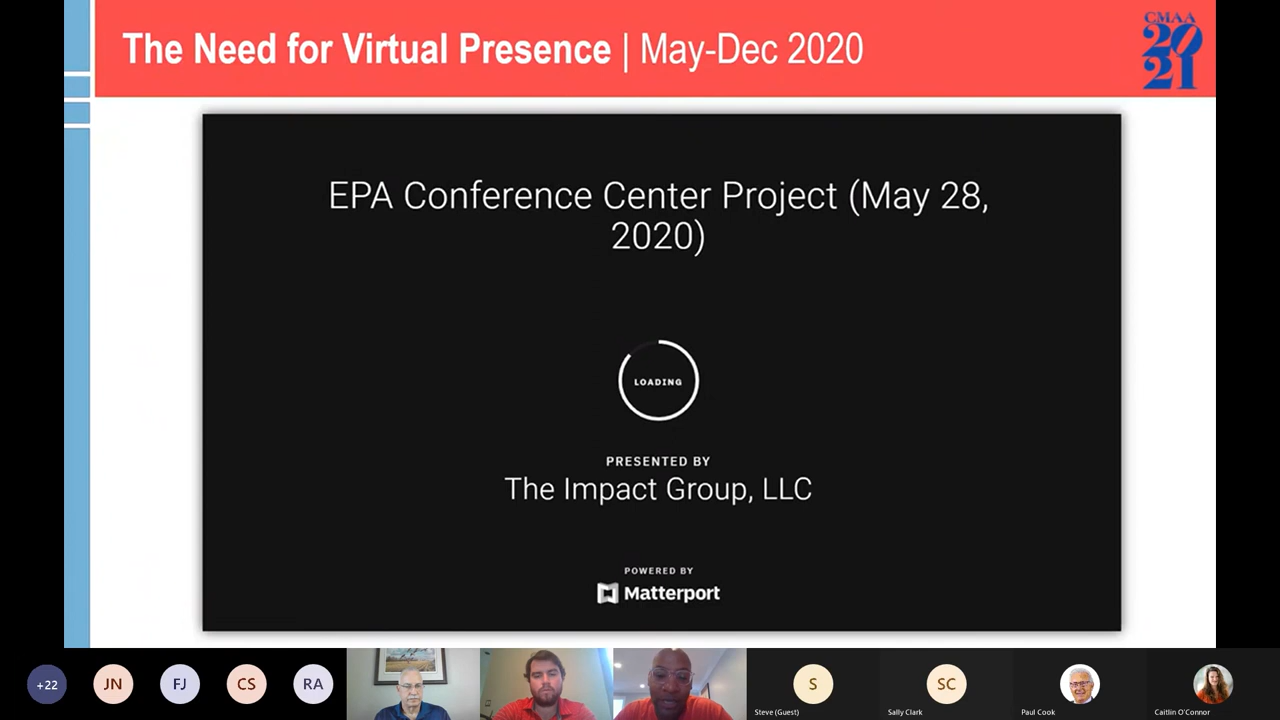 The Need for Virtual Presence | May-Dec 2020
CMAA
20
21
EPA Conference Center Project (May 28,
2020)
LOADING
PRESENTED BY
The Impact Group, LLC
POWERED BY
Matterport
+22
JN
FJ
CS
RA
S
SC
Steve (Guest)
Sally Clark
Paul Cook
Caitlin O'Connor